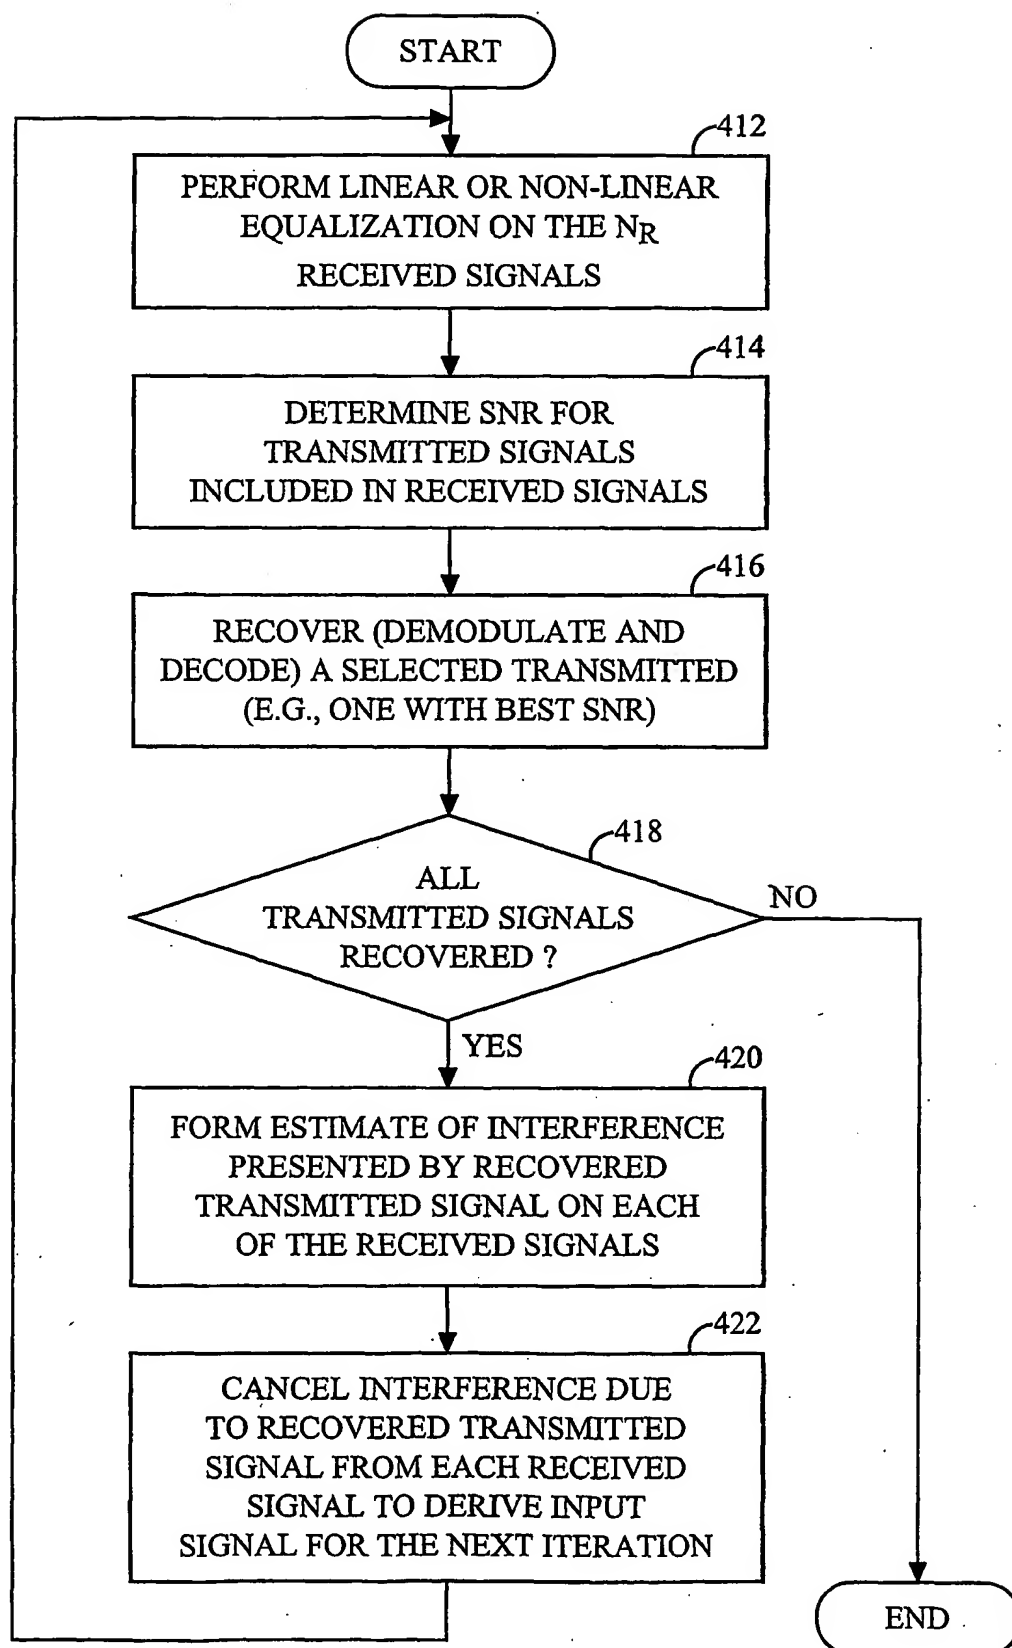 START
412
PERFORM LINEAR OR NON-LINEAR
EQUALIZATION ON THE NR
RECEIVED SIGNALS
414
DETERMINE SNR FOR
TRANSMITTED SIGNALS
INCLUDED IN RECEIVED SIGNALS
416
RECOVER (DEMODULATE AND
DECODE) A SELECTED TRANSMITTED
(E.G., ONE WITH BEST SNR)
418
ALL
TRANSMITTED SIGNALS
RECOVERED ?
NO
YES
420
FORM ESTIMATE OF INTERFERENCE
PRESENTED BY RECOVERED
TRANSMITTED SIGNAL ON EACH
OF THE RECEIVED SIGNALS
422
CANCEL INTERFERENCE DUE
TO RECOVERED TRANSMITTED
SIGNAL FROM EACH RECEIVED
SIGNAL TO DERIVE INPUT
SIGNAL FOR THE NEXT ITERATION
END